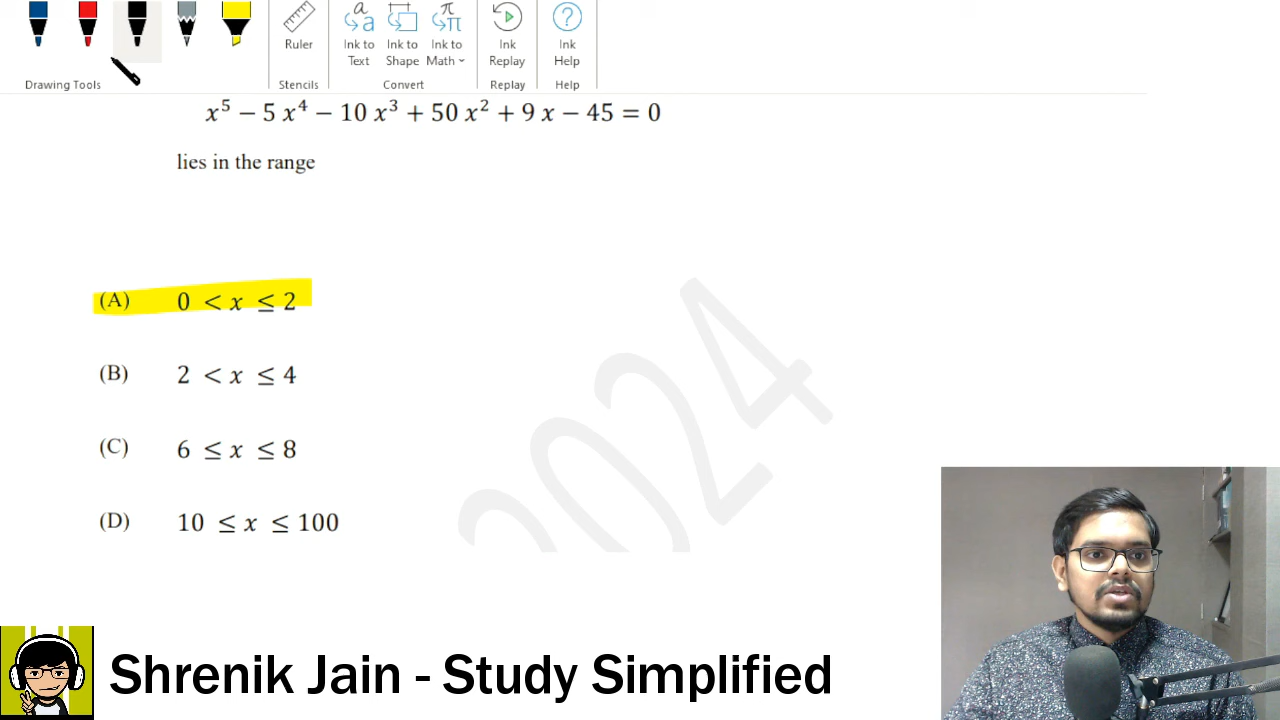 Ruler
Ink to Text
Ink to Shape
Ink to Math
Ink Replay
Ink Help
Drawing Tools
Stencils
Convert
Replay
Help
x⁵ − 5 x⁴ − 10 x³ + 50 x² + 9 x − 45 = 0
lies in the range
(A) 0 < x ≤ 2
(B) 2 < x ≤ 4
(C) 6 ≤ x ≤ 8
(D) 10 ≤ x ≤ 100
2024
Shrenik Jain - Study Simplified